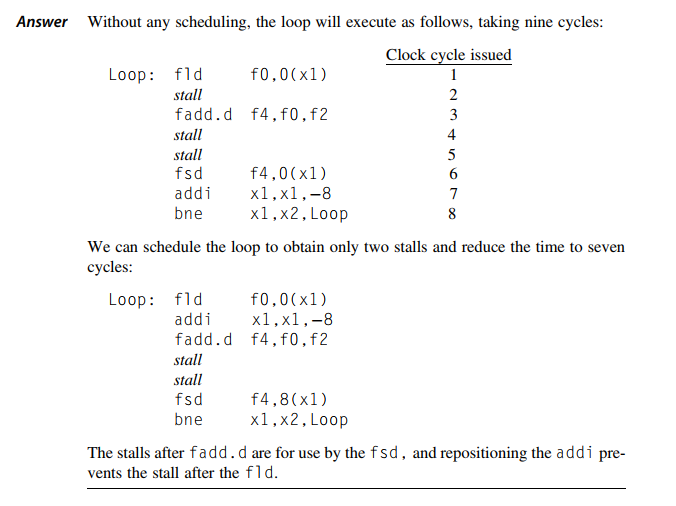 Answer Without any scheduling, the loop will execute as follows, taking nine cycles:
Clock cycle issued
Loop: fld f0,0(x1) 1
stall 2
fadd.d f4,f0,f2 3
stall 4
stall 5
fsd f4,0(x1) 6
addi x1,x1,−8 7
bne x1,x2,Loop 8
We can schedule the loop to obtain only two stalls and reduce the time to seven
cycles:
Loop: fld f0,0(x1)
addi x1,x1,−8
fadd.d f4,f0,f2
stall
stall
fsd f4,8(x1)
bne x1,x2,Loop
The stalls after fadd.d are for use by the fsd, and repositioning the addi pre-
vents the stall after the fld.